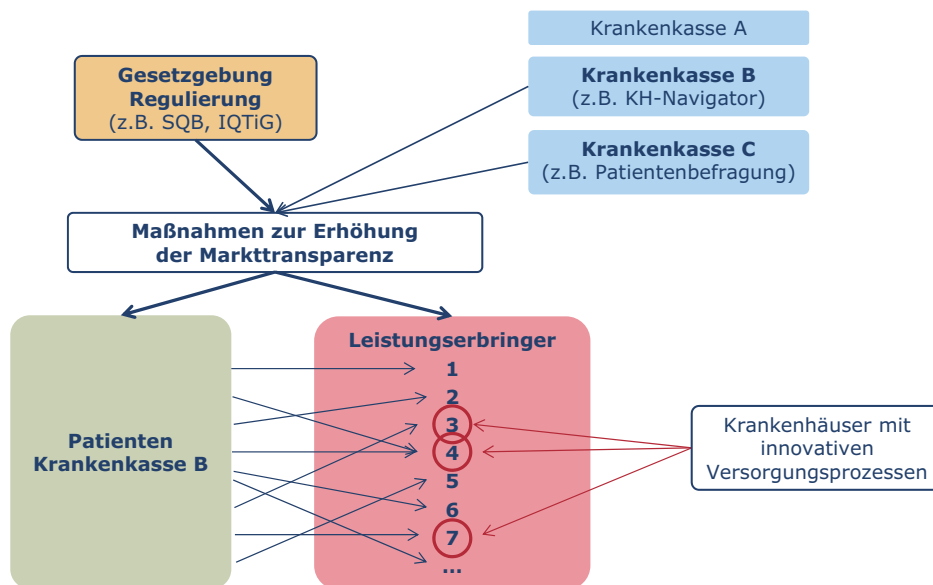 Krankenkasse A
Gesetzgebung
Regulierung
(z.B. SQB, IQTiG)
Krankenkasse B
(z.B. KH-Navigator)
Krankenkasse C
(z.B. Patientenbefragung)
Maßnahmen zur Erhöhung
der Markttransparenz
Patienten
Krankenkasse B
Leistungserbringer
1
2
3
4
5
6
7
...
Krankenhäuser mit
innovativen
Versorgungsprozessen